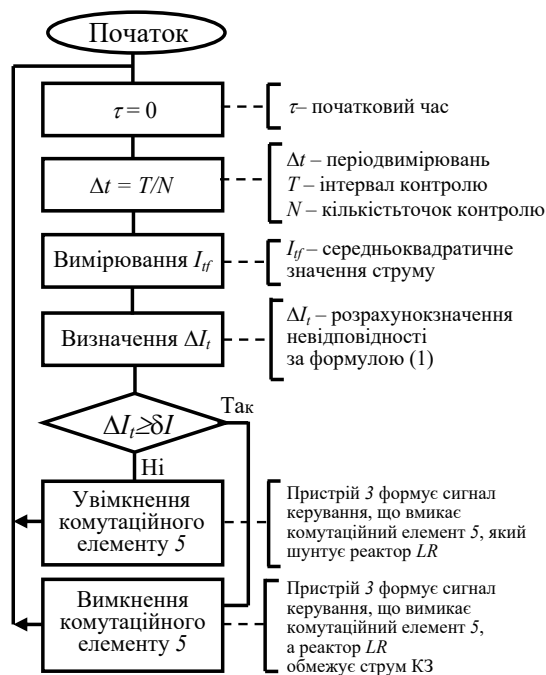 Початок
τ = 0
τ– початковий час
Δt = T/N
Δt – періодвимірювань
T – інтервал контролю
N – кількістьточок контролю
Вимірювання Itf
Itf – середньоквадратичне
значення струму
Визначення ΔIt
ΔIt – розрахунокзначення
невідповідності
за формулою (1)
ΔIt≥δI
Так
Ні
Увімкнення
комутаційного
елементу 5
Пристрій 3 формує сигнал
керування, що вмикає
комутаційний елемент 5, який
шунтує реактор LR
Вимкнення
комутаційного
елементу 5
Пристрій 3 формує сигнал
керування, що вимикає
комутаційний елемент 5,
а реактор LR
обмежує струм КЗ